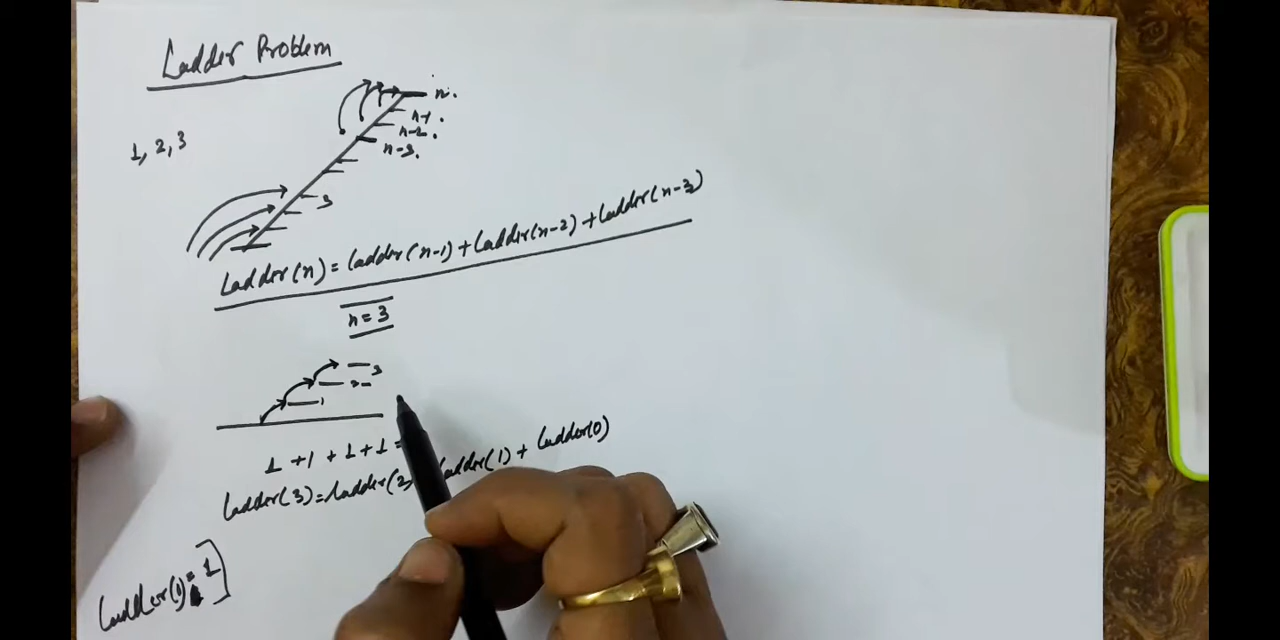 Ladder Problem
n.
n-1.
n-2.
n-3.
1, 2, 3
3
Ladder(n) = Ladder(n-1) + Ladder(n-2) + Ladder(n-3)
n=3
3
2
1
1 + 1 + 1 + 1 =
Ladder(3) = Ladder(2, Ladder(1) + Ladder(0)
Ladder(1) = 1